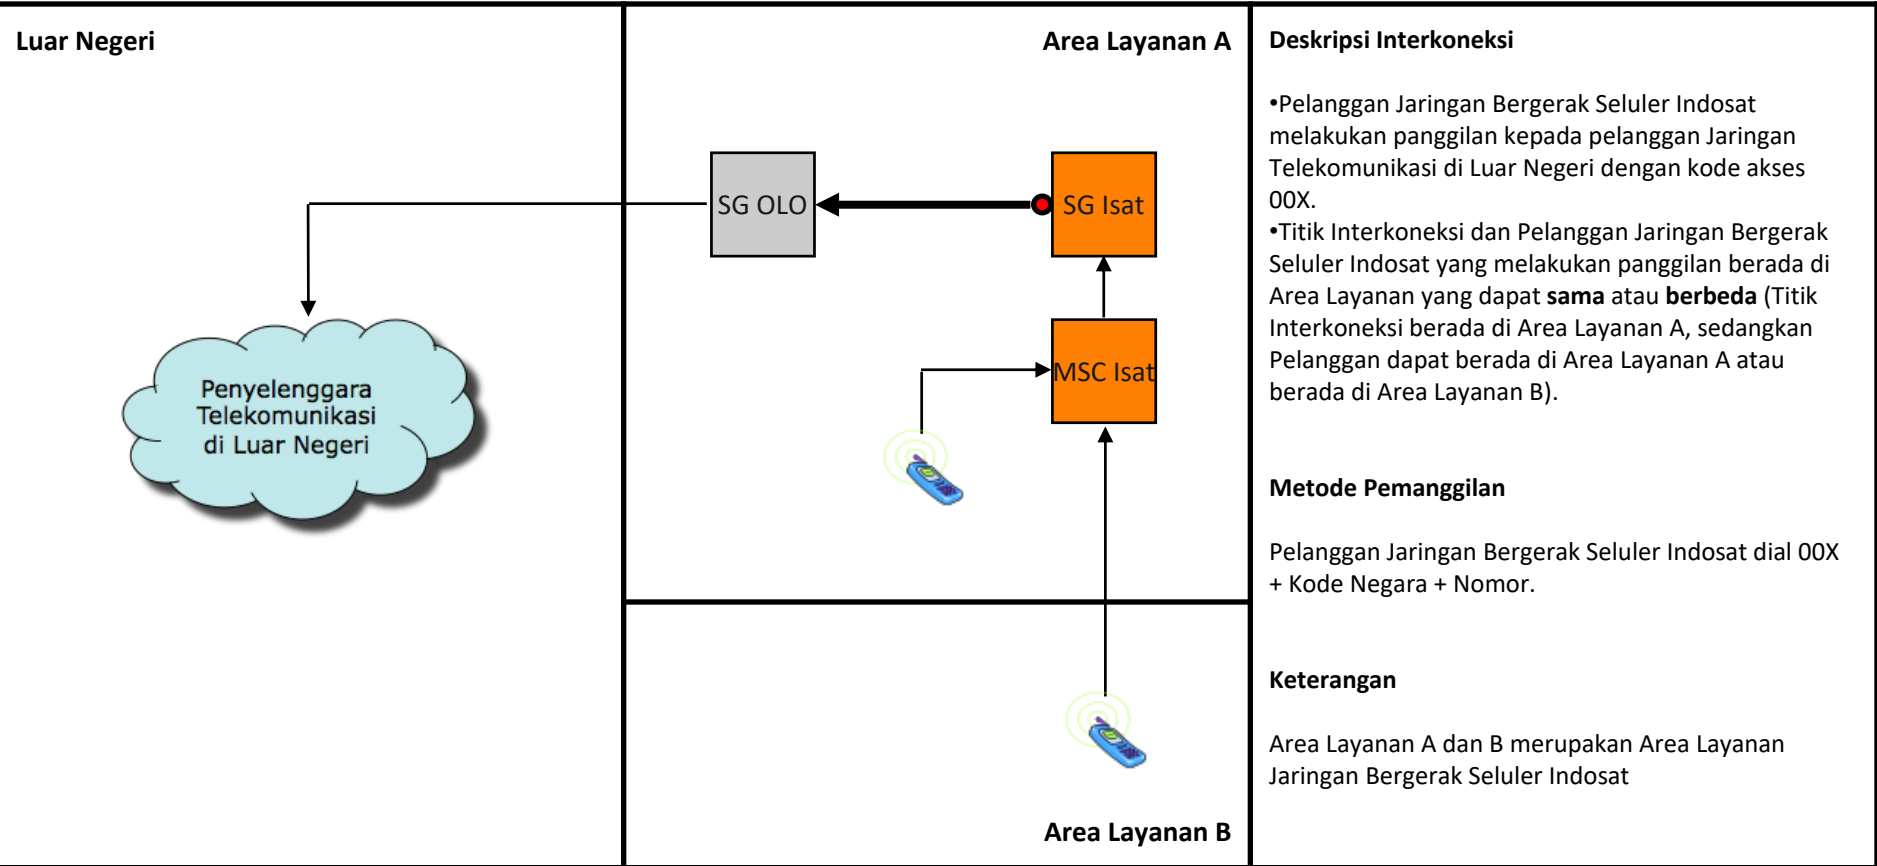 Luar Negeri
Area Layanan A
SG OLO
SG Isat
MSC Isat
Penyelenggara
Telekomunikasi
di Luar Negeri
Area Layanan B
Deskripsi Interkoneksi
•Pelanggan Jaringan Bergerak Seluler Indosat
melakukan panggilan kepada pelanggan Jaringan
Telekomunikasi di Luar Negeri dengan kode akses
00X.
•Titik Interkoneksi dan Pelanggan Jaringan Bergerak
Seluler Indosat yang melakukan panggilan berada di
Area Layanan yang dapat sama atau berbeda (Titik
Interkoneksi berada di Area Layanan A, sedangkan
Pelanggan dapat berada di Area Layanan A atau
berada di Area Layanan B).
Metode Pemanggilan
Pelanggan Jaringan Bergerak Seluler Indosat dial 00X
+ Kode Negara + Nomor.
Keterangan
Area Layanan A dan B merupakan Area Layanan
Jaringan Bergerak Seluler Indosat